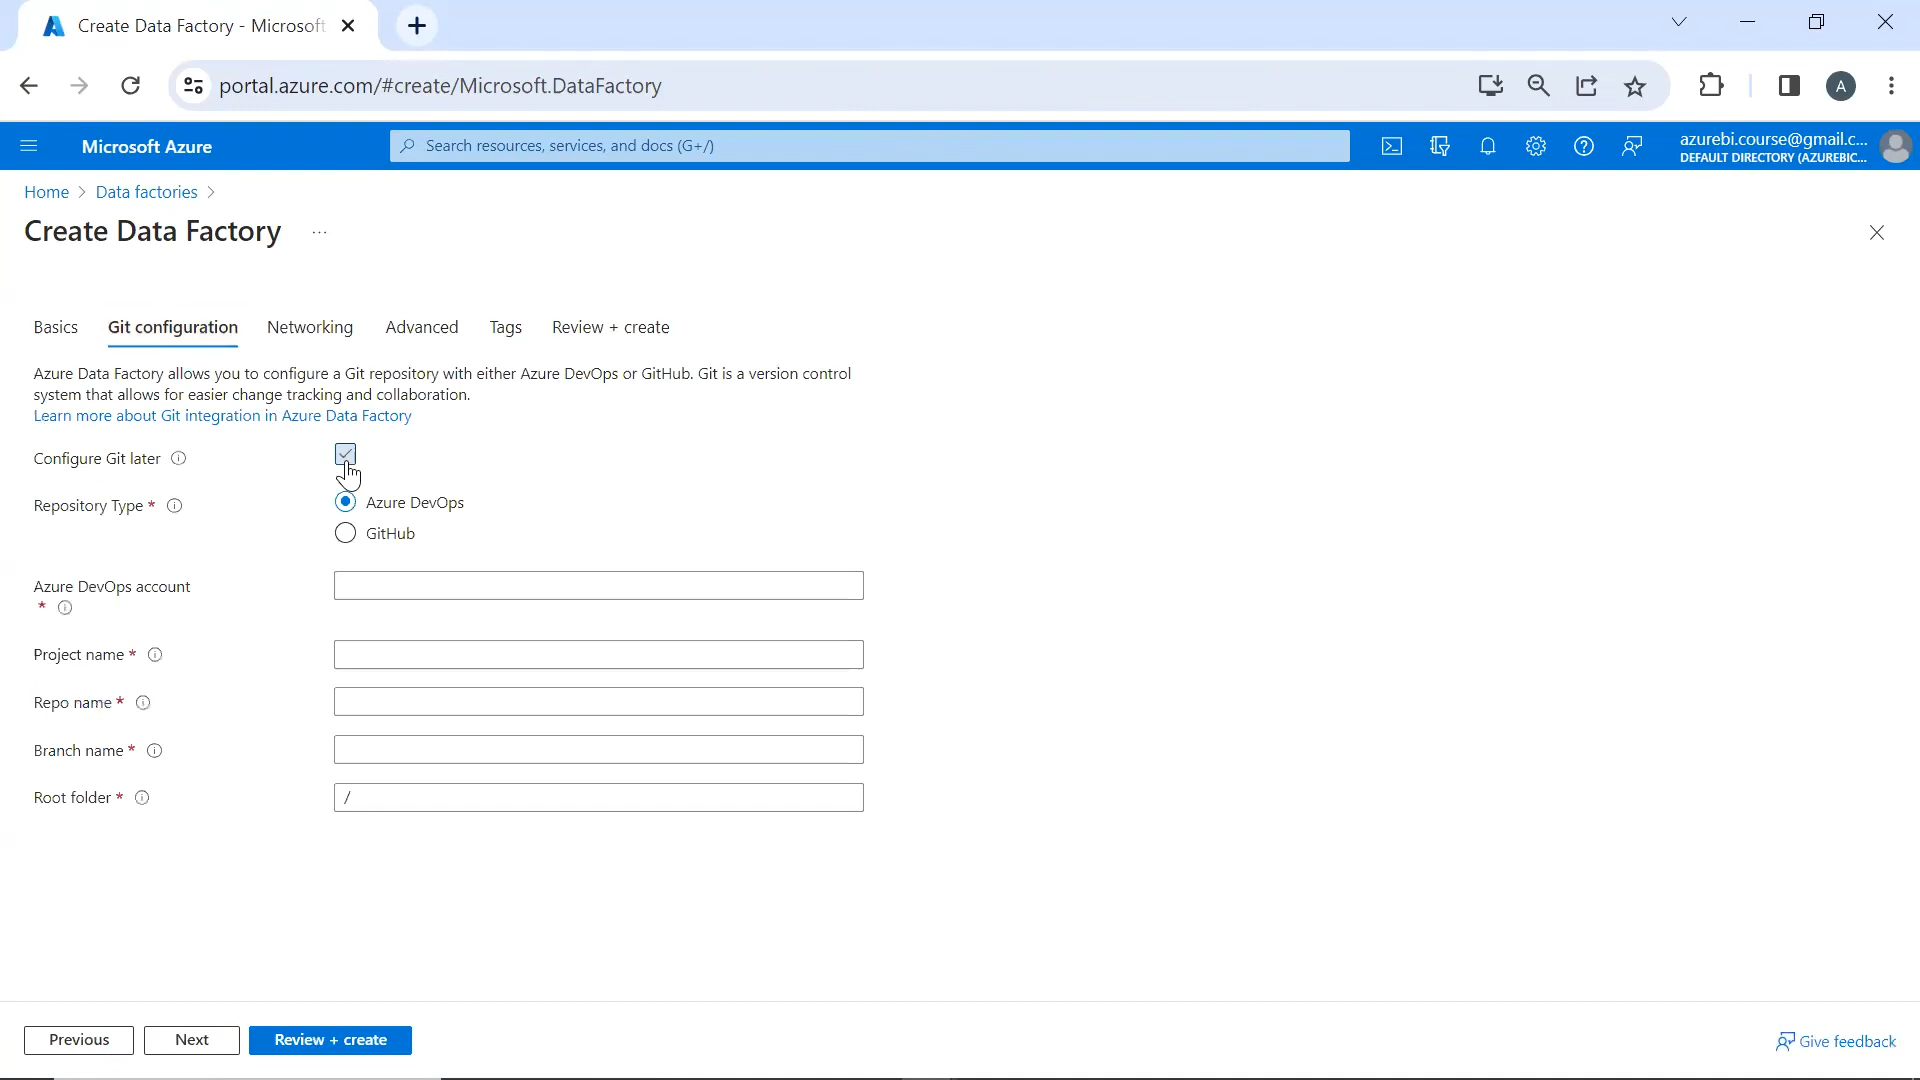 Create Data Factory - Microsoft
portal.azure.com/#create/Microsoft.DataFactory
A
Microsoft Azure
Search resources, services, and docs (G+/)
azurebi.course@gmail.c...
DEFAULT DIRECTORY (AZUREBIC...
Home > Data factories >
Create Data Factory ...
Basics Git configuration Networking Advanced Tags Review + create
Azure Data Factory allows you to configure a Git repository with either Azure DevOps or GitHub. Git is a version control
system that allows for easier change tracking and collaboration.
Learn more about Git integration in Azure Data Factory
Configure Git later
Repository Type *
Azure DevOps
GitHub
Azure DevOps account
*
Project name *
Repo name *
Branch name *
Root folder *
/
Previous Next Review + create
Give feedback